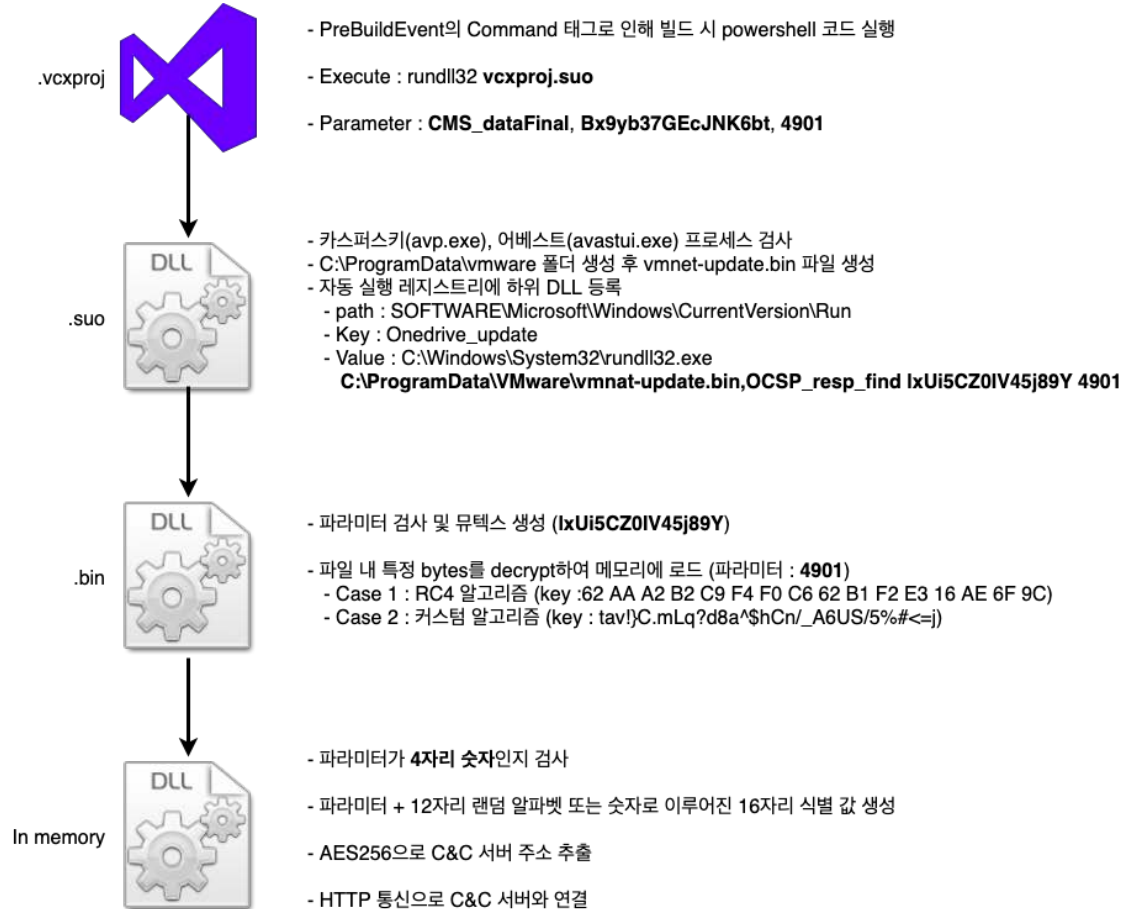 - PreBuildEvent의 Command 태그로 인해 빌드 시 powershell 코드 실행
.vcxproj
- Execute : rundll32 vcxproj.suo
- Parameter : CMS_dataFinal, Bx9yb37GEcJNK6bt, 4901
- 카스퍼스키(avp.exe), 어베스트(avastui.exe) 프로세스 검사
DLL
- C:\ProgramData\vmware 폴더 생성 후 vmnet-update.bin 파일 생성
- 자동 실행 레지스트리에 하위 DLL 등록
.suo
- path : SOFTWARE\Microsoft\Windows\CurrentVersion\Run
- Key : Onedrive_update
- Value : C:\Windows\System32\rundll32.exe
C:\ProgramData\VMware\vmnat-update.bin,OCSP_resp_find lxUi5CZ0IV45j89Y 4901
DLL
- 파라미터 검사 및 뮤텍스 생성 (lxUi5CZ0IV45j89Y)
.bin
- 파일 내 특정 bytes를 decrypt하여 메모리에 로드 (파라미터 : 4901)
- Case 1 : RC4 알고리즘 (key :62 AA A2 B2 C9 F4 F0 C6 62 B1 F2 E3 16 AE 6F 9C)
- Case 2 : 커스텀 알고리즘 (key : tav!}C.mLq?d8a^$hCn/_A6US/5%#<=j)
- 파라미터가 4자리 숫자인지 검사
DLL
- 파라미터 + 12자리 랜덤 알파벳 또는 숫자로 이루어진 16자리 식별 값 생성
In memory
- AES256으로 C&C 서버 주소 추출
- HTTP 통신으로 C&C 서버와 연결